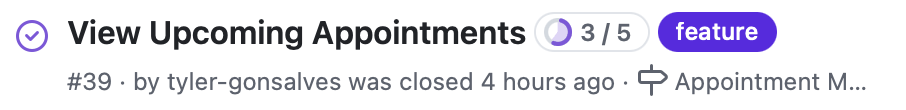 View Upcoming Appointments 3 / 5 feature
#39 · by tyler-gonsalves was closed 4 hours ago · Appointment M...